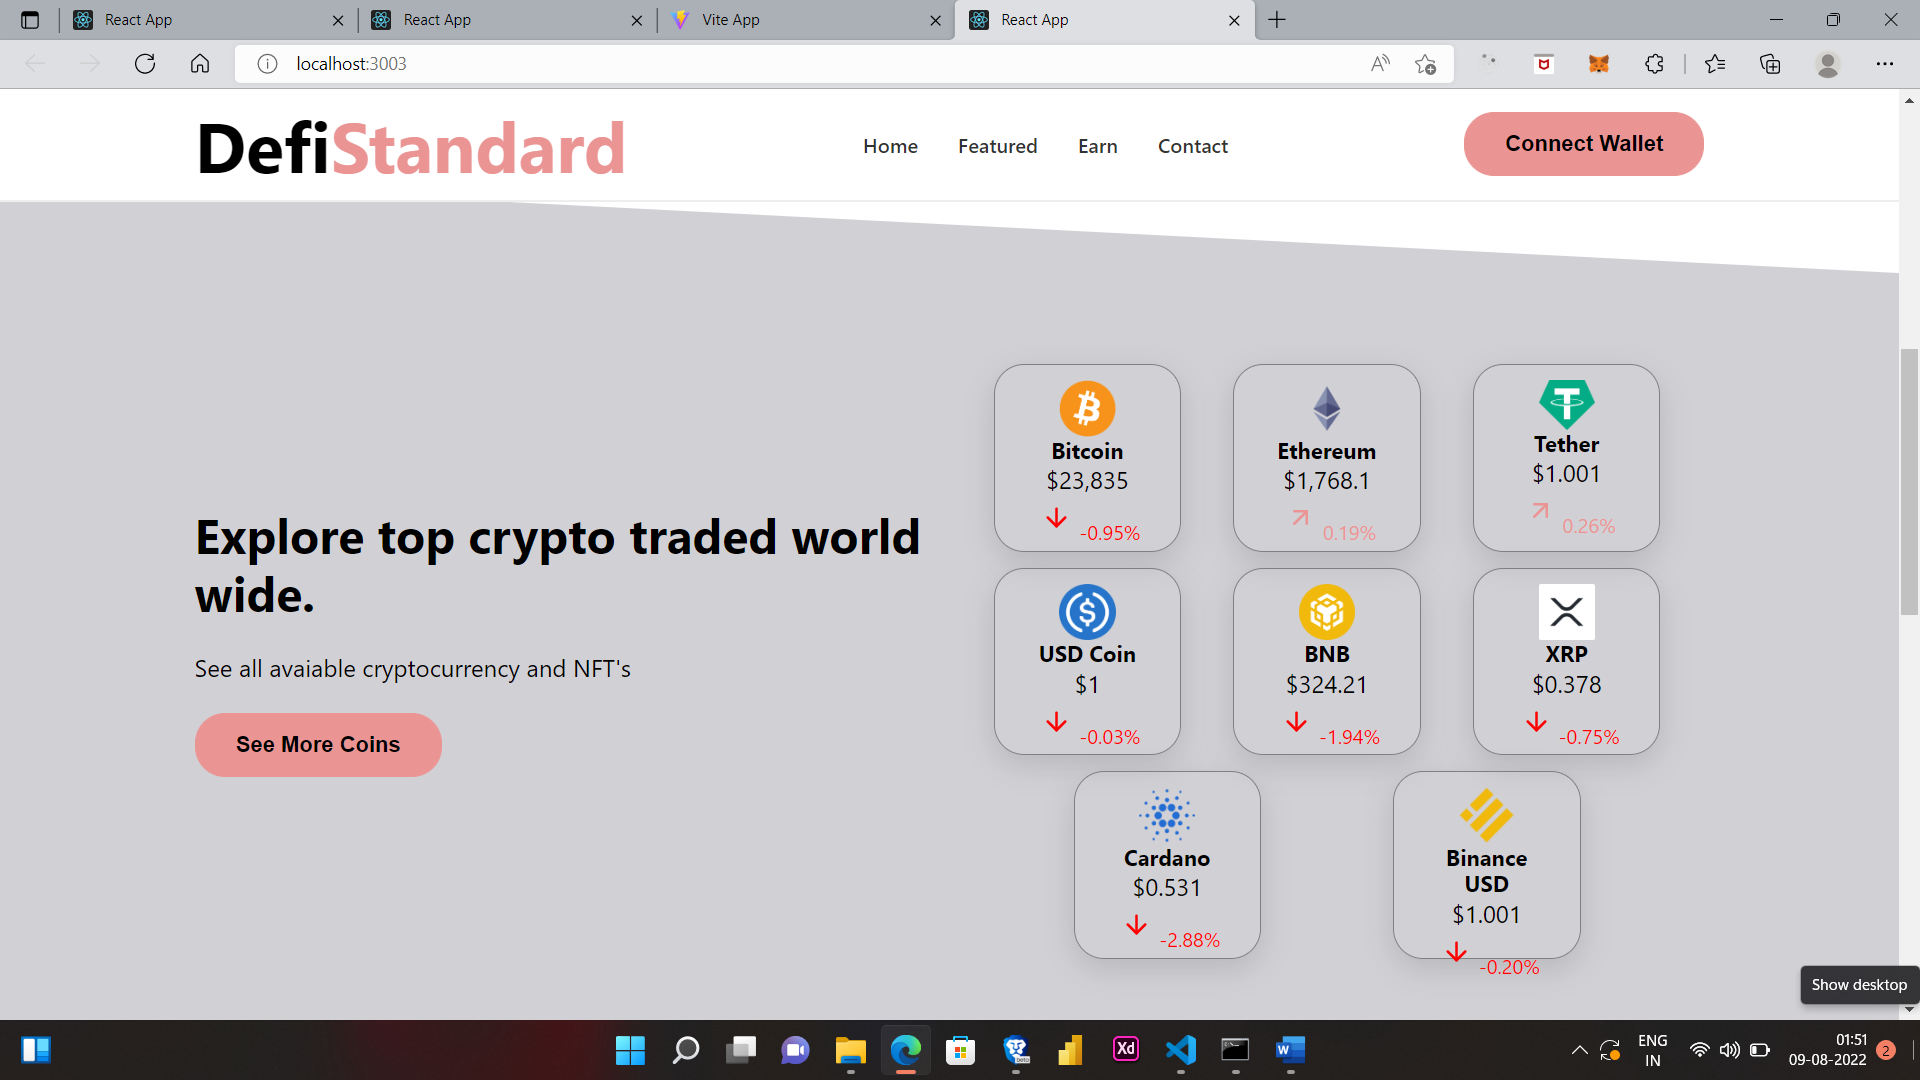 React App
React App
Vite App
React App
localhost:3003
DefiStandard
Home
Featured
Earn
Contact
Connect Wallet
Explore top crypto traded world
wide.
See all avaiable cryptocurrency and NFT's
See More Coins
Bitcoin
$23,835
-0.95%
Ethereum
$1,768.1
0.19%
Tether
$1.001
0.26%
USD Coin
$1
-0.03%
BNB
$324.21
-1.94%
XRP
$0.378
-0.75%
Cardano
$0.531
-2.88%
Binance
USD
$1.001
-0.20%
Show desktop
beta
Xd
W
ENG
IN
01:51
09-08-2022
2